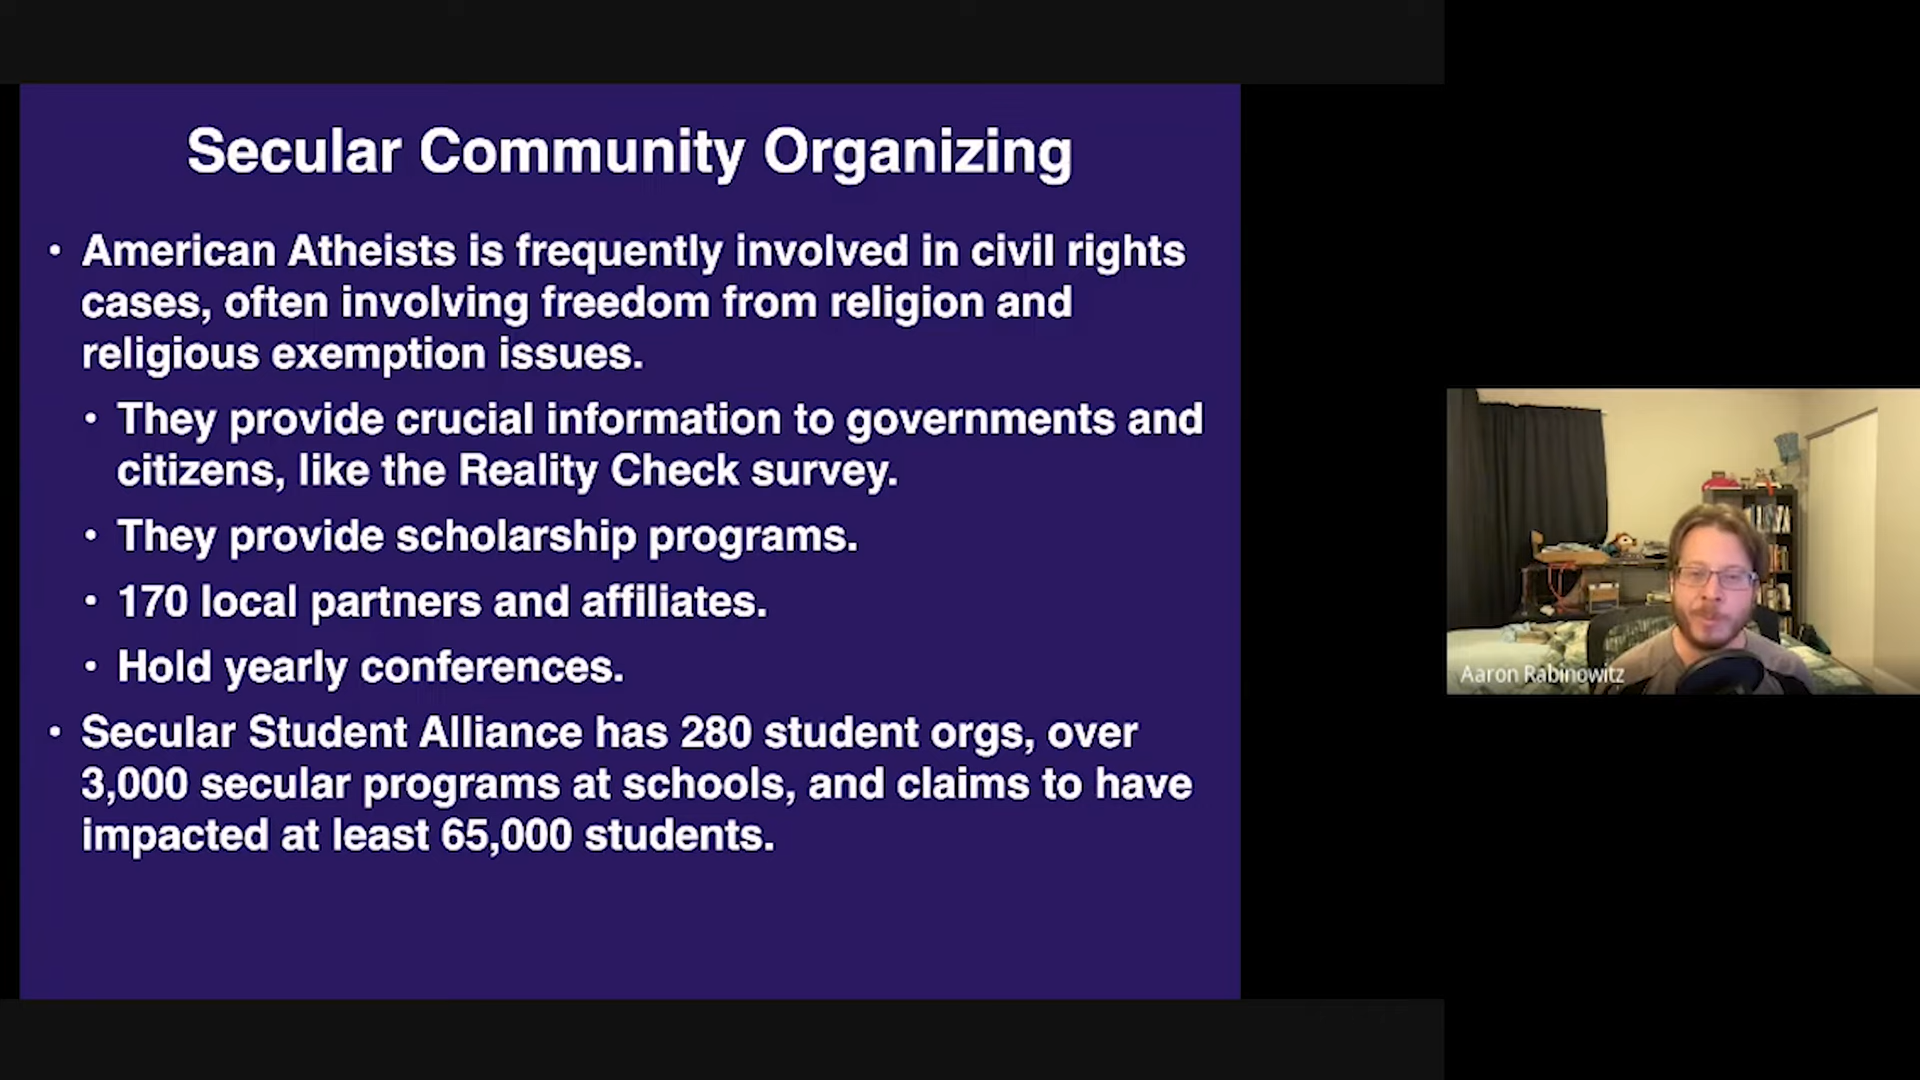 Secular Community Organizing
• American Atheists is frequently involved in civil rights
cases, often involving freedom from religion and
religious exemption issues.
• They provide crucial information to governments and
citizens, like the Reality Check survey.
• They provide scholarship programs.
• 170 local partners and affiliates.
• Hold yearly conferences.
• Secular Student Alliance has 280 student orgs, over
3,000 secular programs at schools, and claims to have
impacted at least 65,000 students.
Aaron Rabinowitz